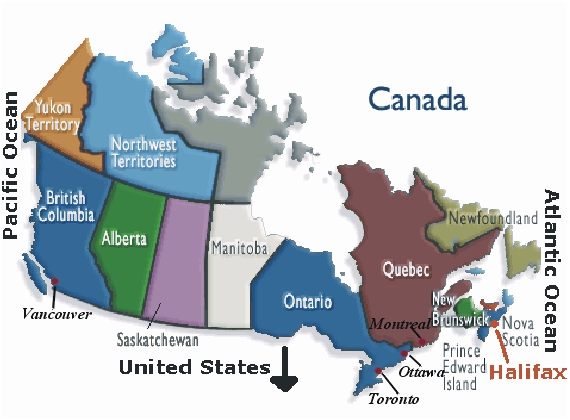 Canada
Pacific Ocean
Yukon
Territory
Northwest
Territories
British
Columbia
Alberta
Manitoba
Saskatchewan
Ontario
Quebec
Newfoundland
Atlantic Ocean
New
Brunswick
Nova
Scotia
Prince
Edward
Island
Vancouver
Montreal
Ottawa
Toronto
Halifax
United States